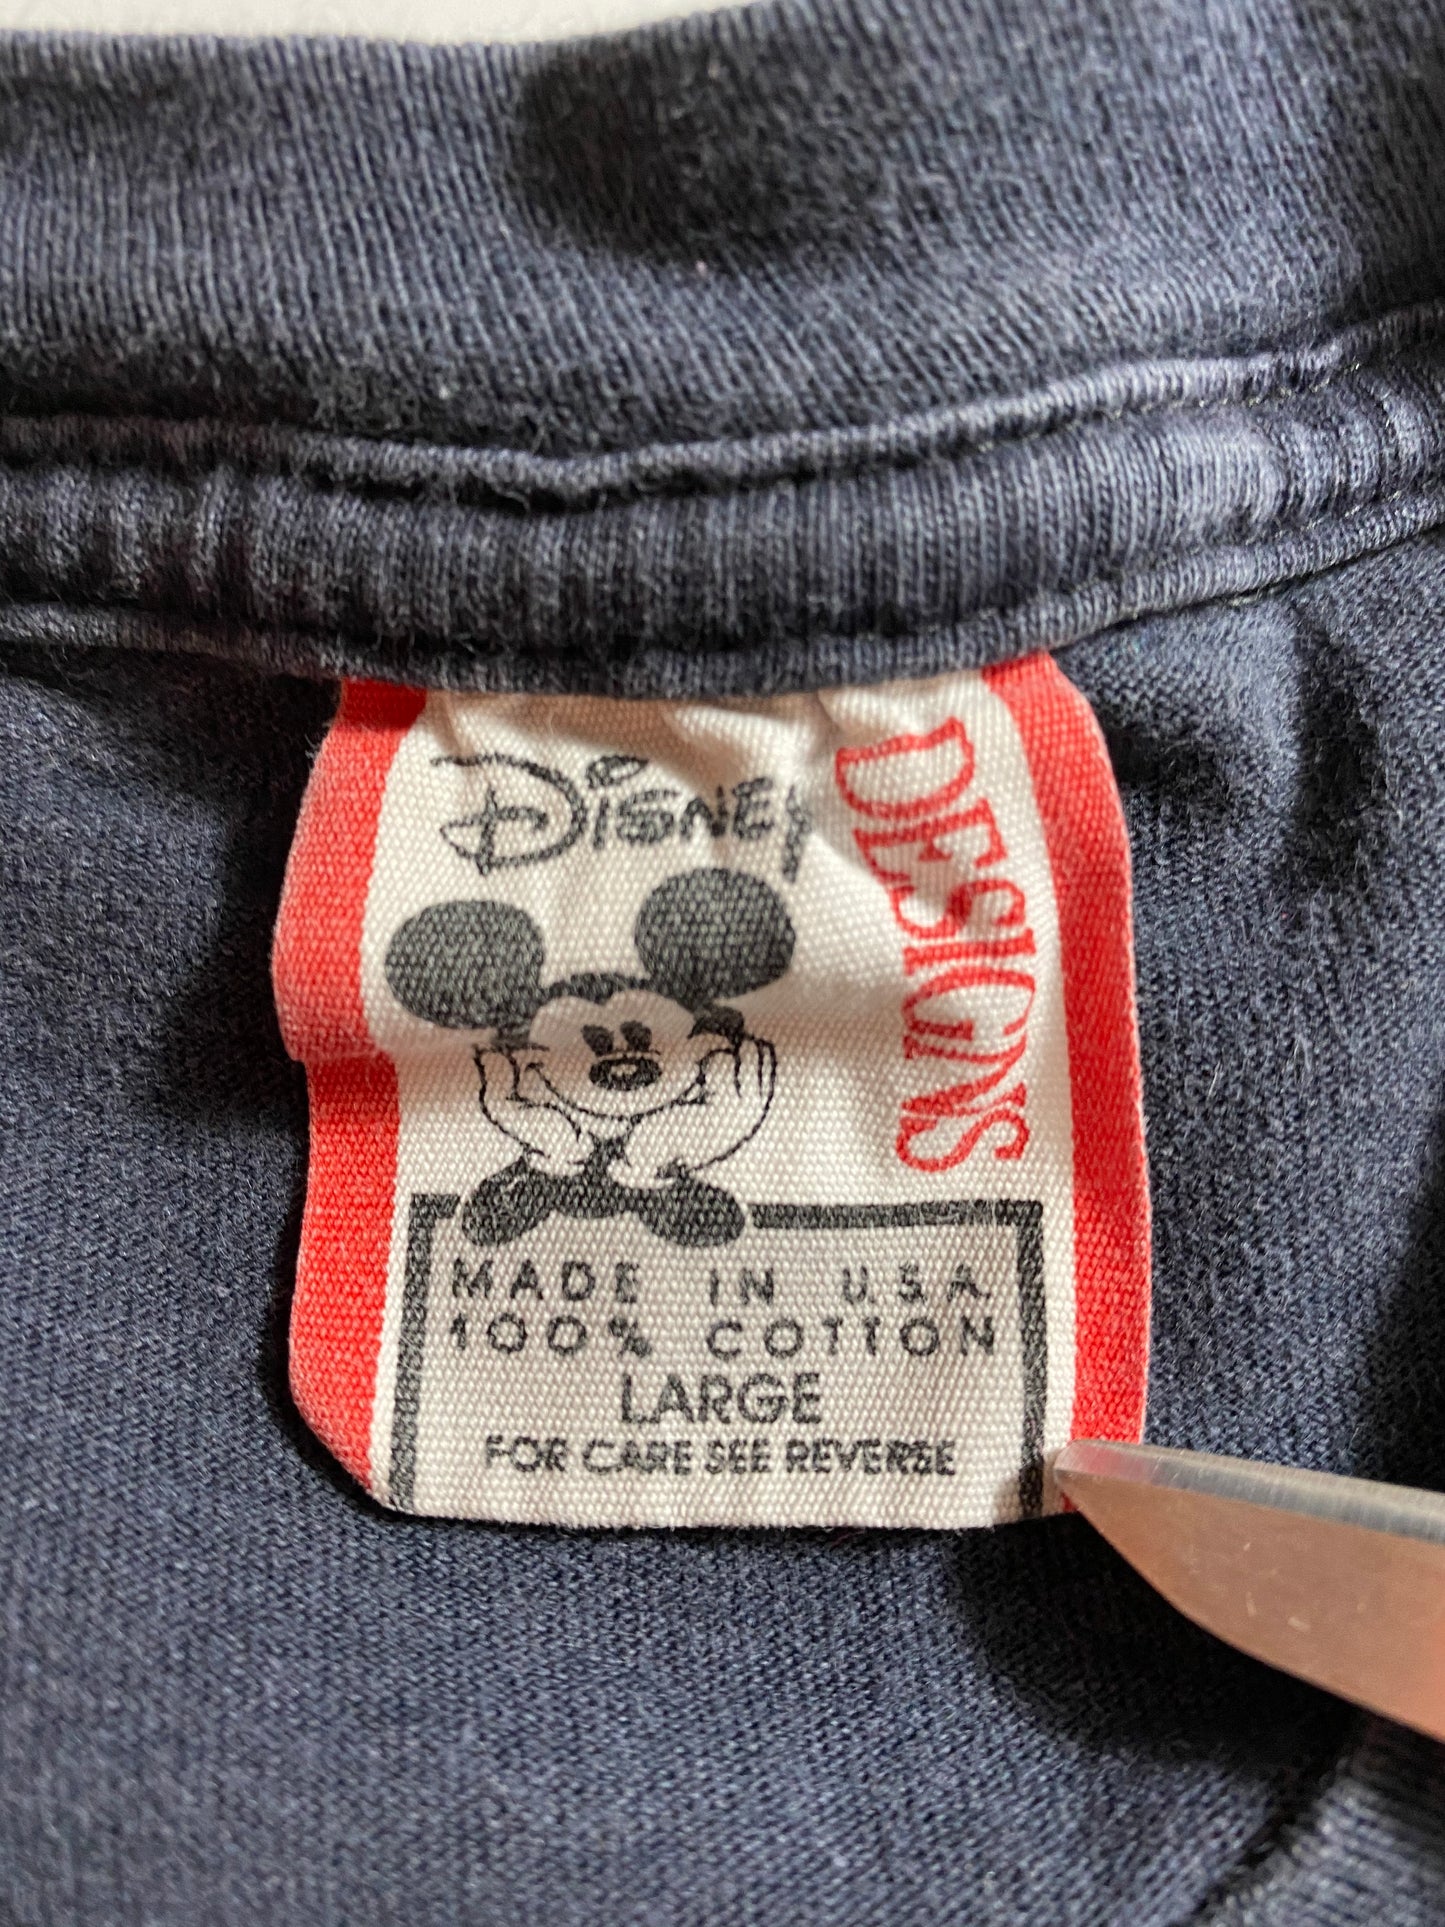 Disney
DESIGNS
MADE IN U.S.A
100% COTTON
LARGE
FOR CARE SEE REVERSE